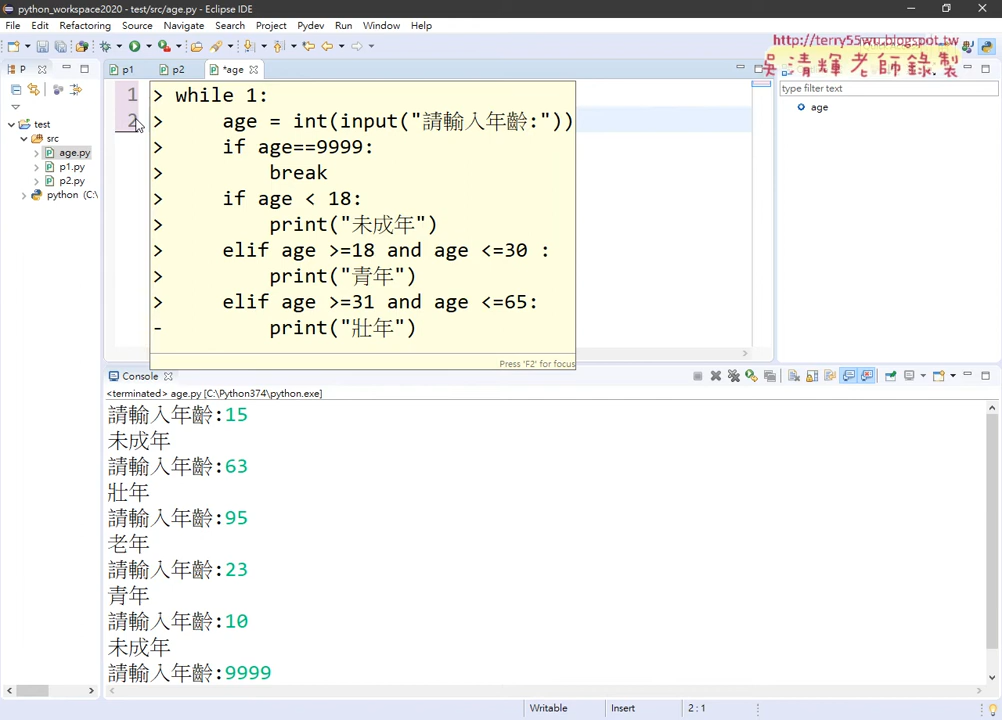 python_workspace2020 - test/src/age.py - Eclipse IDE
File Edit Refactoring Source Navigate Search Project Pydev Run Window Help
http://terry55wu.blogspot.tw
吳清輝老師錄製
P
p1 p2 *age
type filter text
age
test
src
age.py
p1.py
p2.py
python (C:\
1
2
> while 1:
> age = int(input("請輸入年齡:"))
> if age==9999:
> break
> if age < 18:
> print("未成年")
> elif age >=18 and age <=30 :
> print("青年")
> elif age >=31 and age <=65:
- print("壯年")
Press 'F2' for focus
Console
<terminated> age.py [C:\Python374\python.exe]
請輸入年齡:15
未成年
請輸入年齡:63
壯年
請輸入年齡:95
老年
請輸入年齡:23
青年
請輸入年齡:10
未成年
請輸入年齡:9999
Writable Insert 2:1